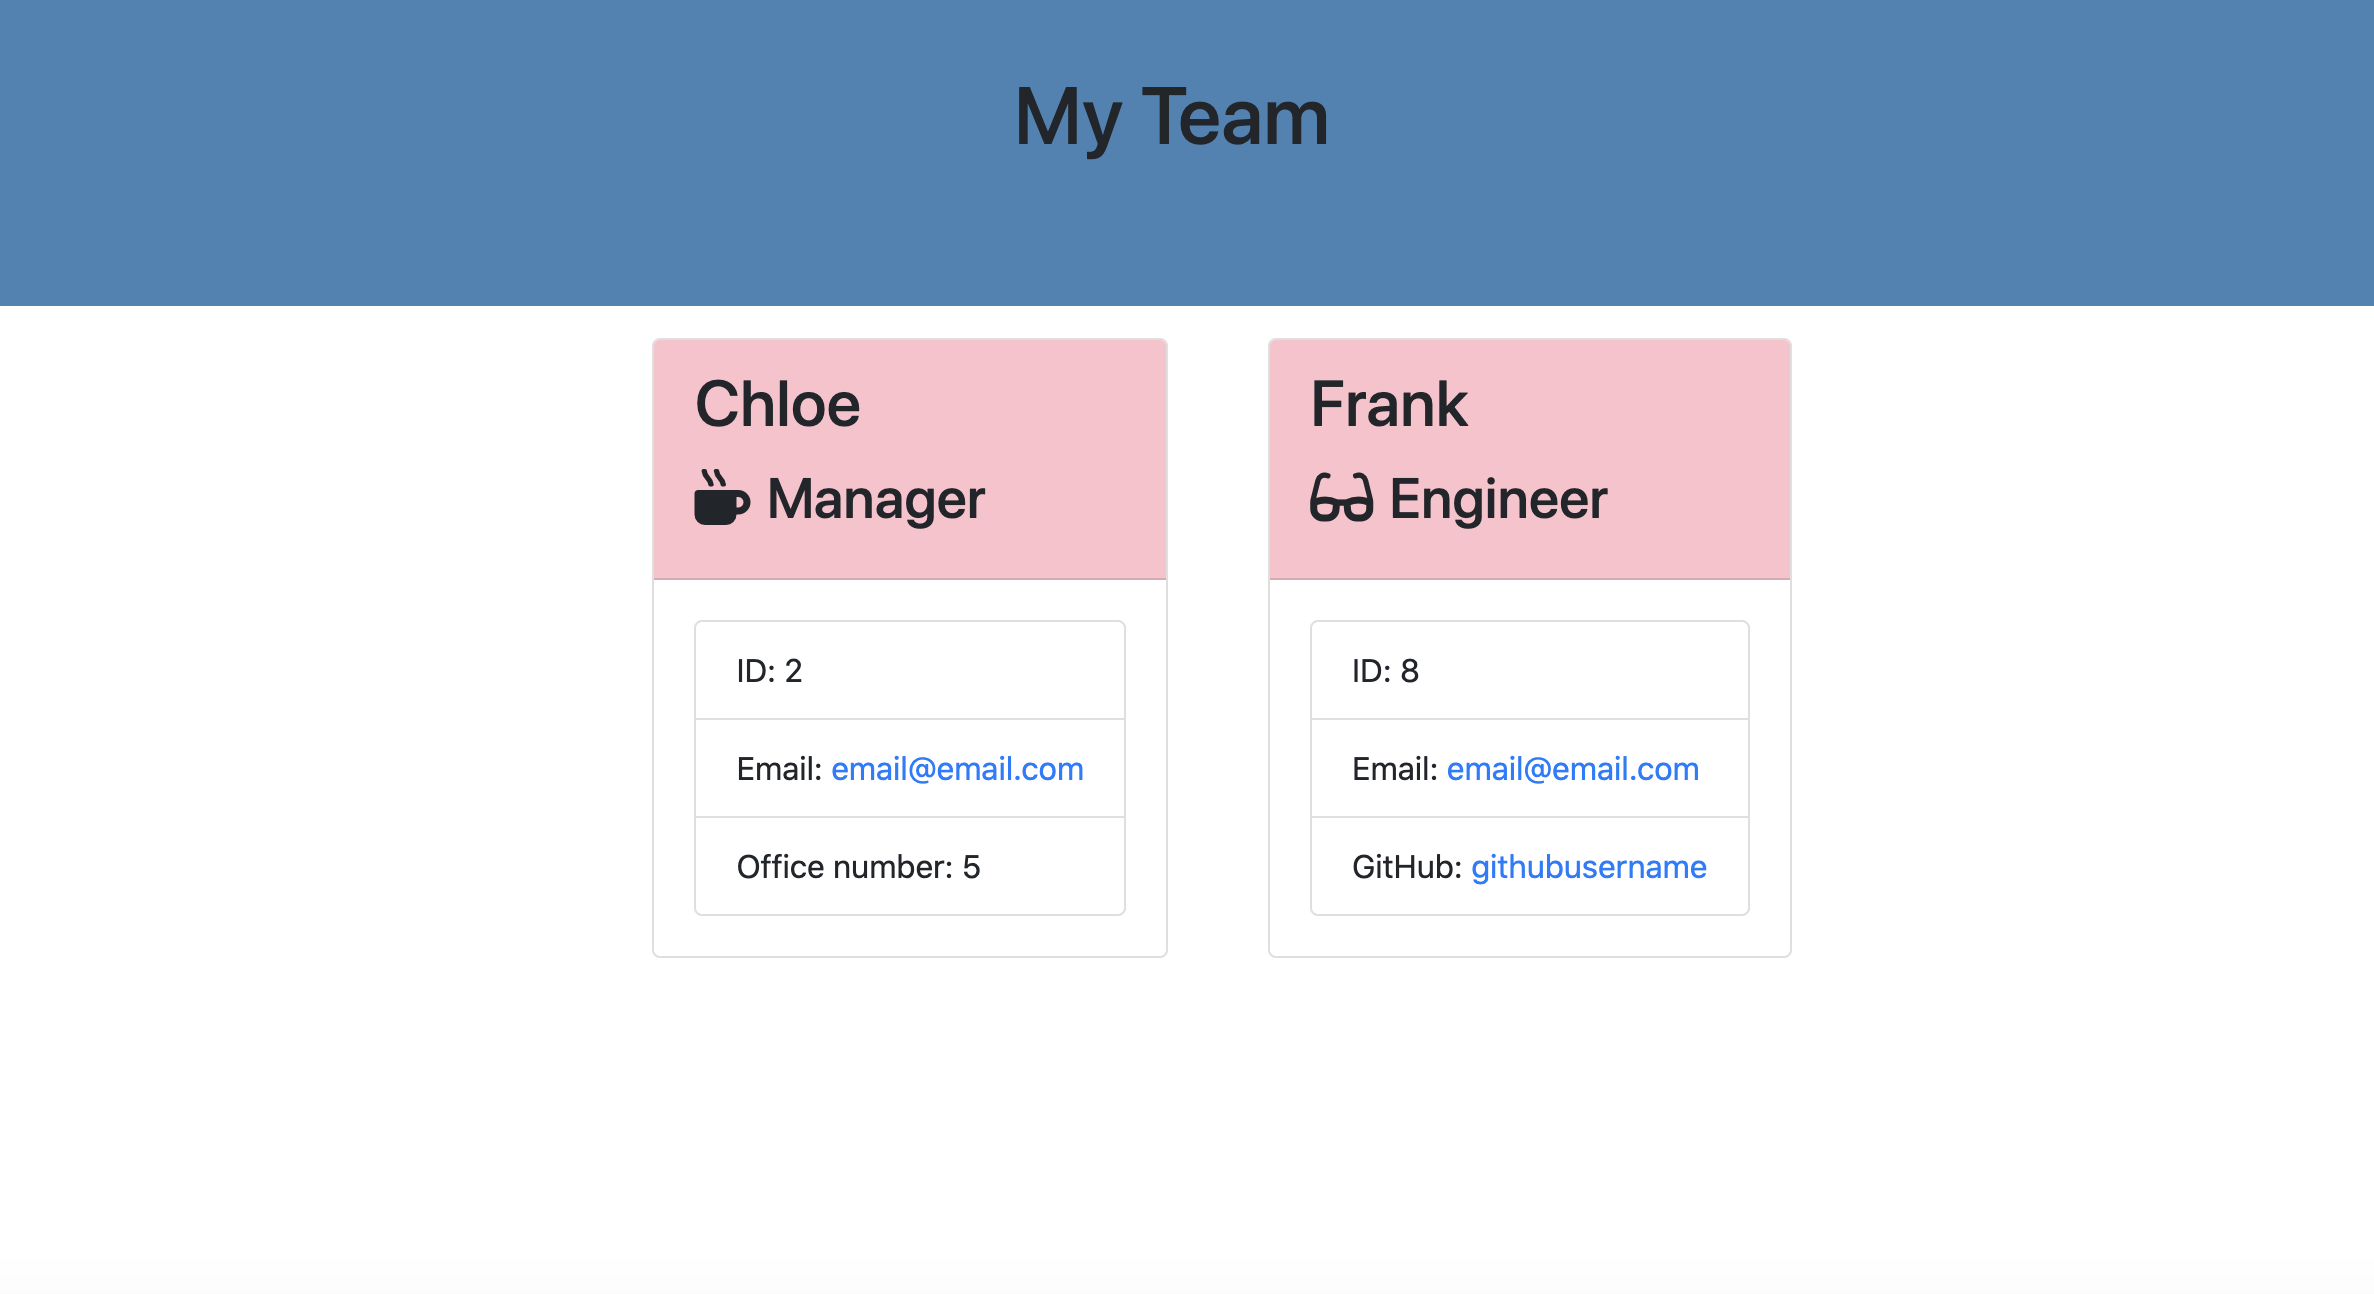 My Team
Chloe
Manager
ID: 2
Email: email@email.com
Office number: 5
Frank
Engineer
ID: 8
Email: email@email.com
GitHub: githubusername